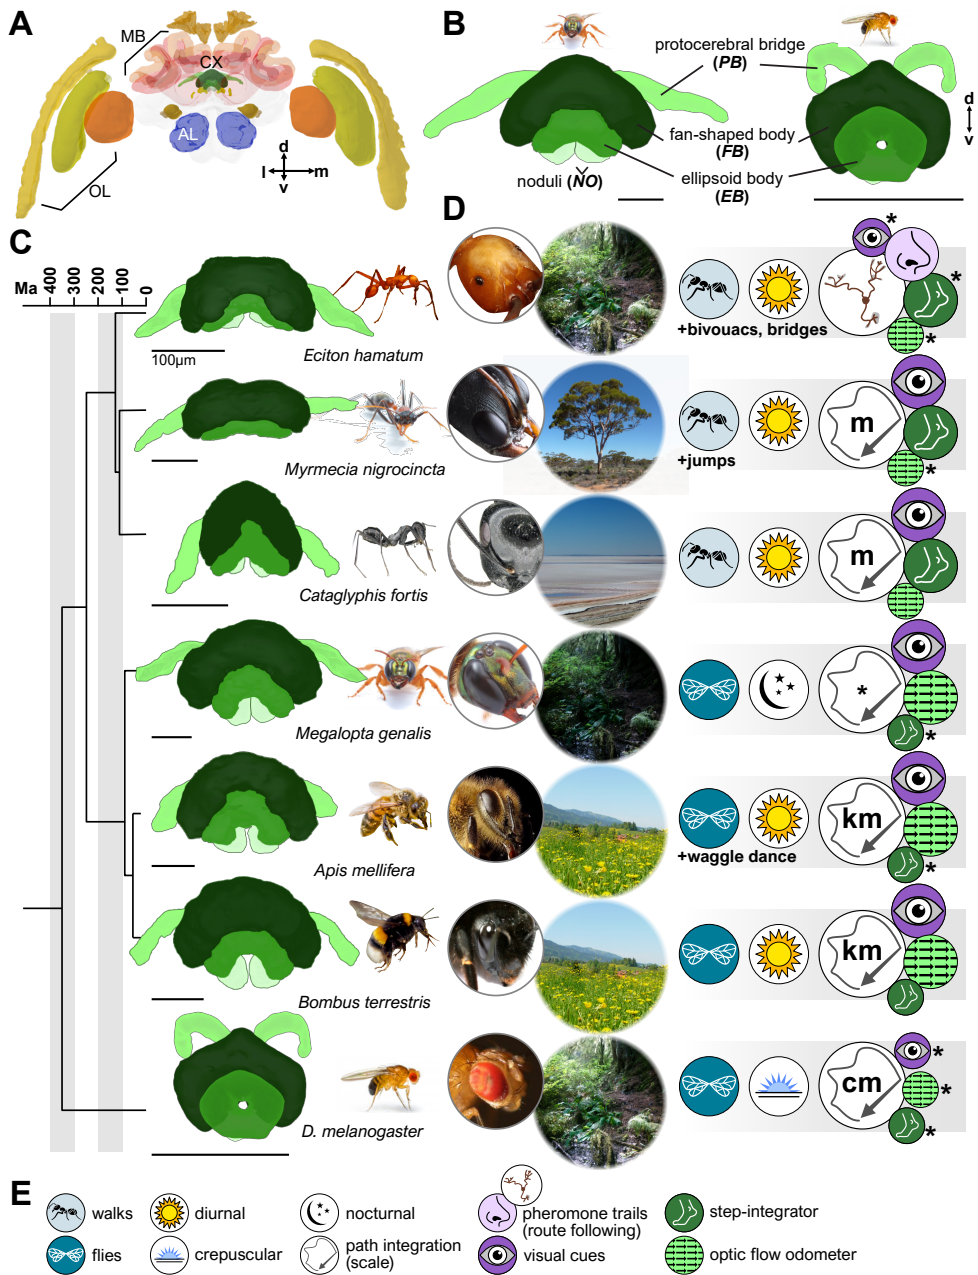 A
MB
CX
AL
OL
d
l m
v
B
protocerebral bridge
(PB)
fan-shaped body
(FB)
ellipsoid body
(EB)
noduli (NO)
d
v
C
Ma 400 300 200 100 0
100µm
Eciton hamatum
Myrmecia nigrocincta
Cataglyphis fortis
Megalopta genalis
Apis mellifera
Bombus terrestris
D. melanogaster
D
*
*
*
+bivouacs, bridges
m
*
+jumps
m
*
*
km
*
+waggle dance
km
cm
*
*
*
E
walks
diurnal
nocturnal
pheromone trails
(route following)
step-integrator
flies
crepuscular
path integration
(scale)
visual cues
optic flow odometer